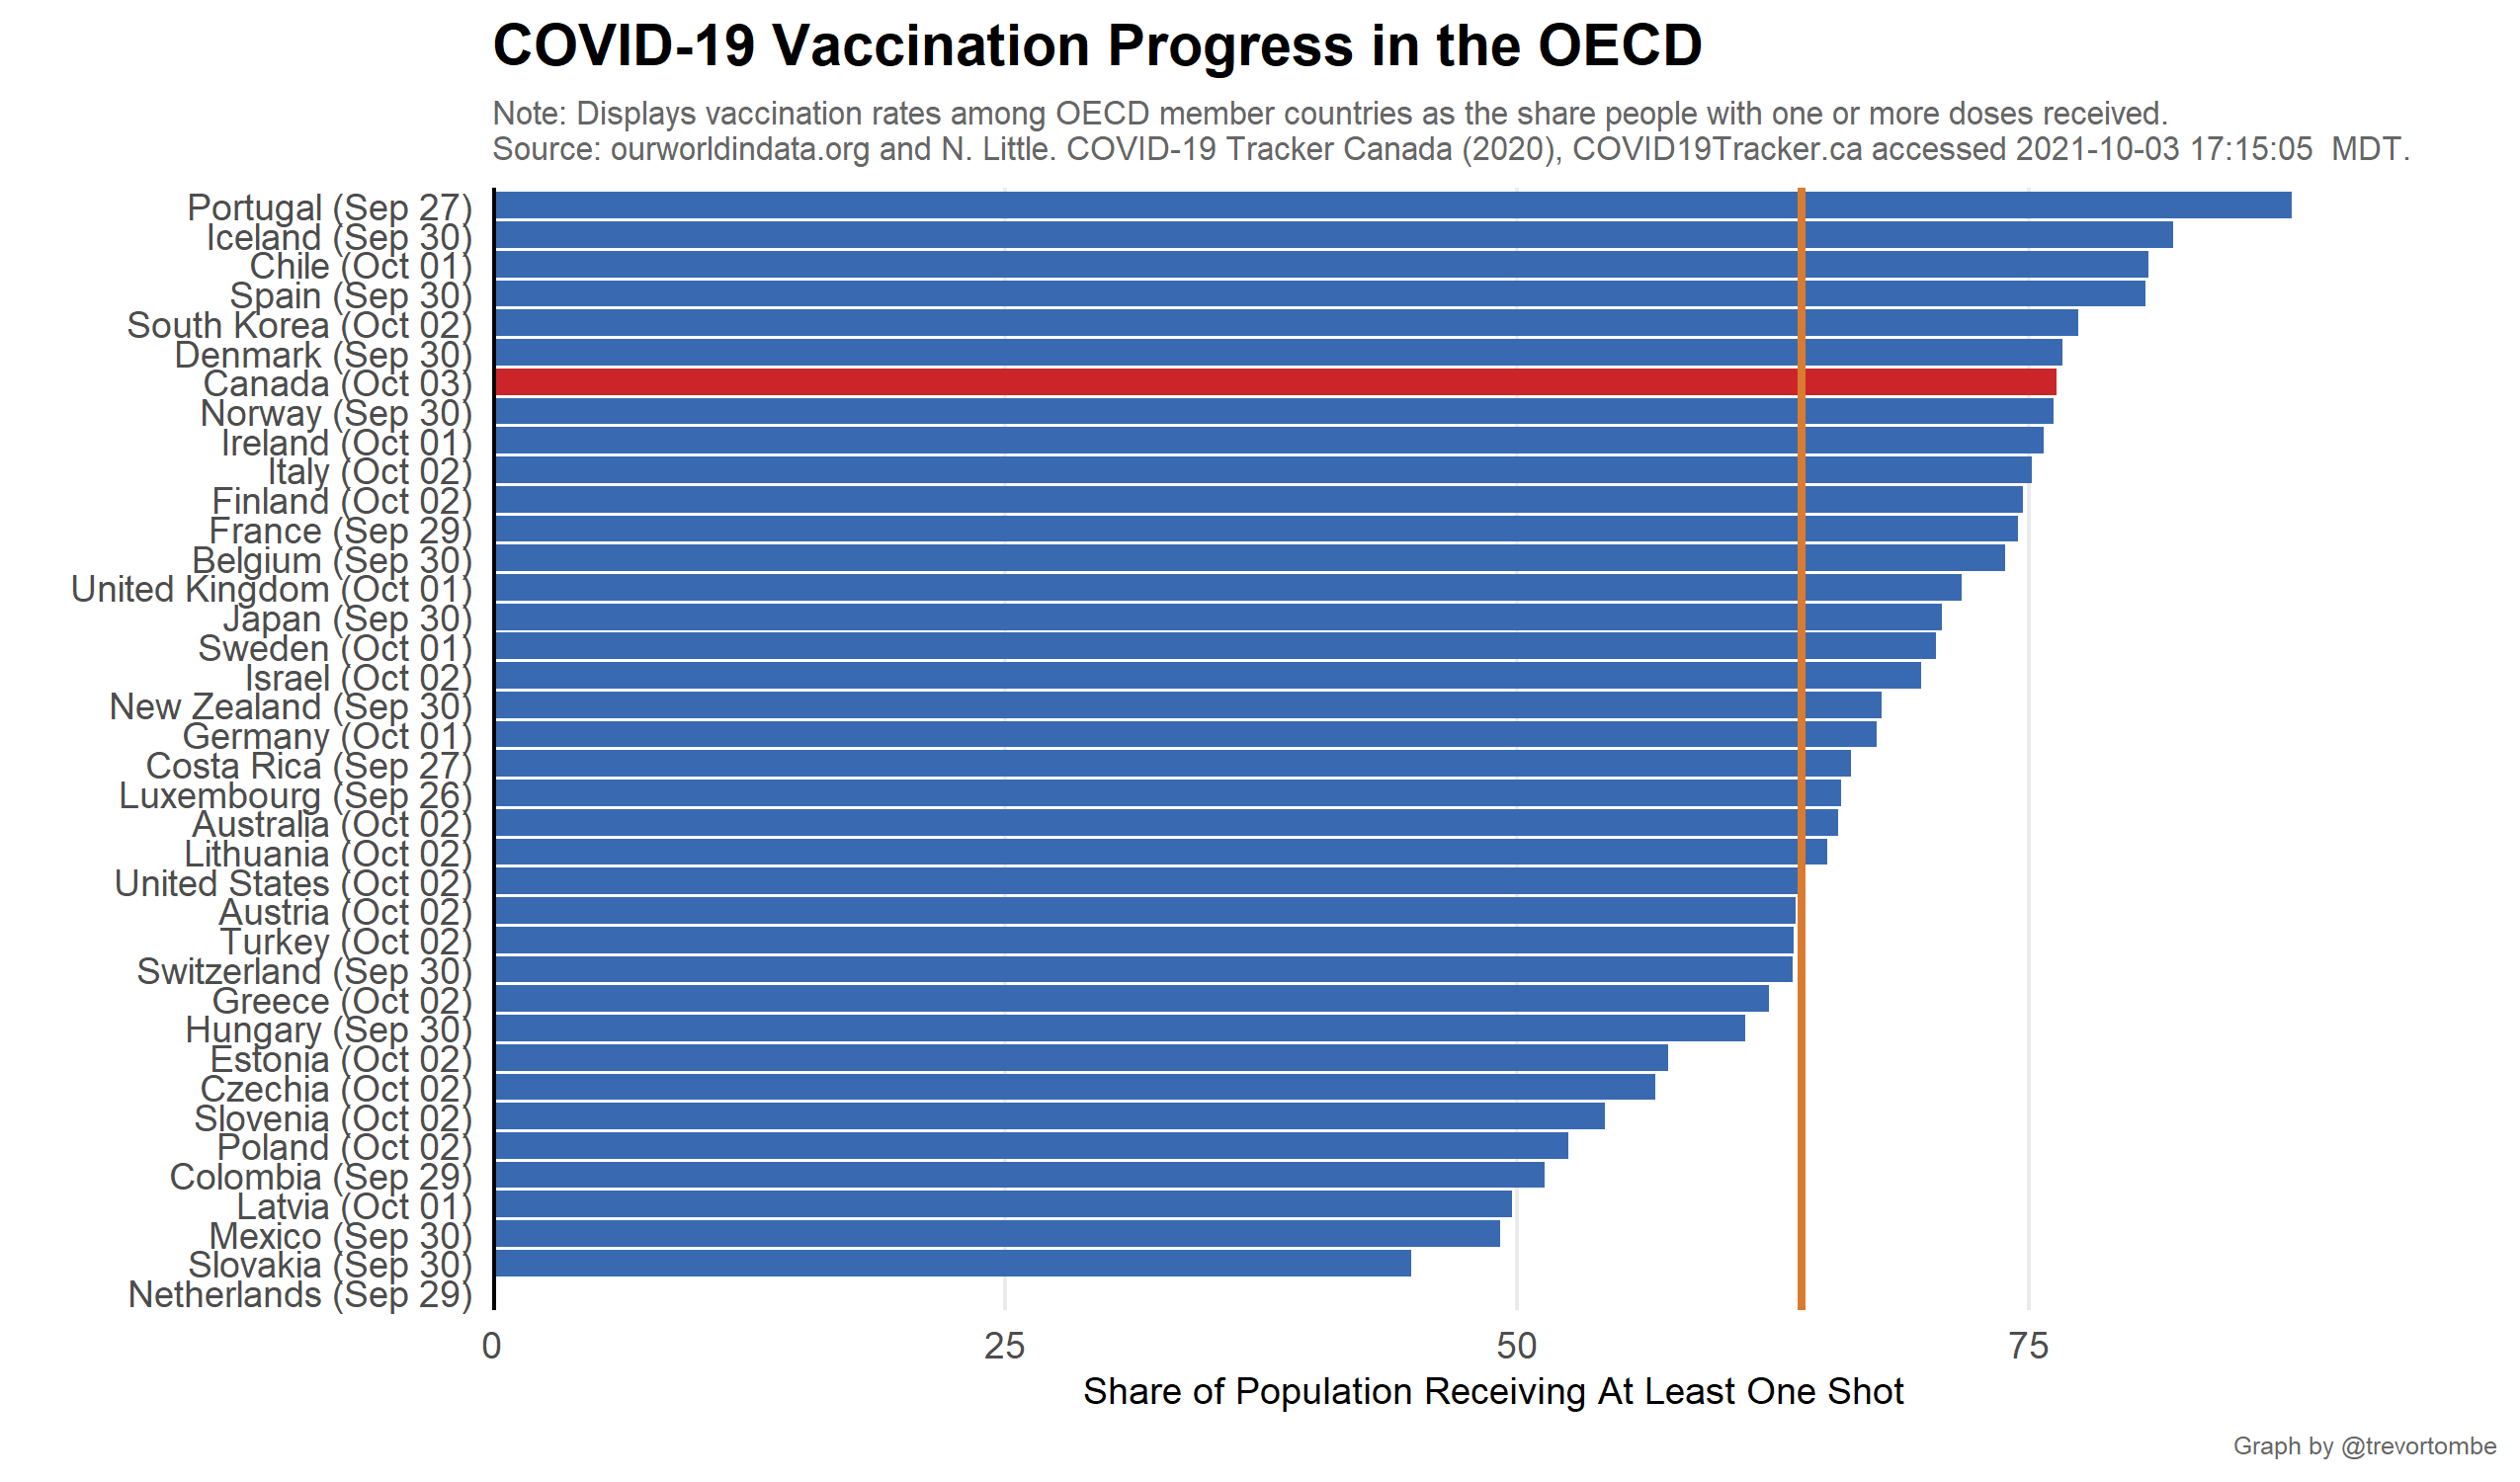 COVID-19 Vaccination Progress in the OECD
Note: Displays vaccination rates among OECD member countries as the share people with one or more doses received.
Source: ourworldindata.org and N. Little. COVID-19 Tracker Canada (2020), COVID19Tracker.ca accessed 2021-10-03 17:15:05  MDT.
Portugal (Sep 27)
Iceland (Sep 30)
Chile (Oct 01)
Spain (Sep 30)
South Korea (Oct 02)
Denmark (Sep 30)
Canada (Oct 03)
Norway (Sep 30)
Ireland (Oct 01)
Italy (Oct 02)
Finland (Oct 02)
France (Sep 29)
Belgium (Sep 30)
United Kingdom (Oct 01)
Japan (Sep 30)
Sweden (Oct 01)
Israel (Oct 02)
New Zealand (Sep 30)
Germany (Oct 01)
Costa Rica (Sep 27)
Luxembourg (Sep 26)
Australia (Oct 02)
Lithuania (Oct 02)
United States (Oct 02)
Austria (Oct 02)
Turkey (Oct 02)
Switzerland (Sep 30)
Greece (Oct 02)
Hungary (Sep 30)
Estonia (Oct 02)
Czechia (Oct 02)
Slovenia (Oct 02)
Poland (Oct 02)
Colombia (Sep 29)
Latvia (Oct 01)
Mexico (Sep 30)
Slovakia (Sep 30)
Netherlands (Sep 29)
0 25 50 75
Share of Population Receiving At Least One Shot
Graph by @trevortombe